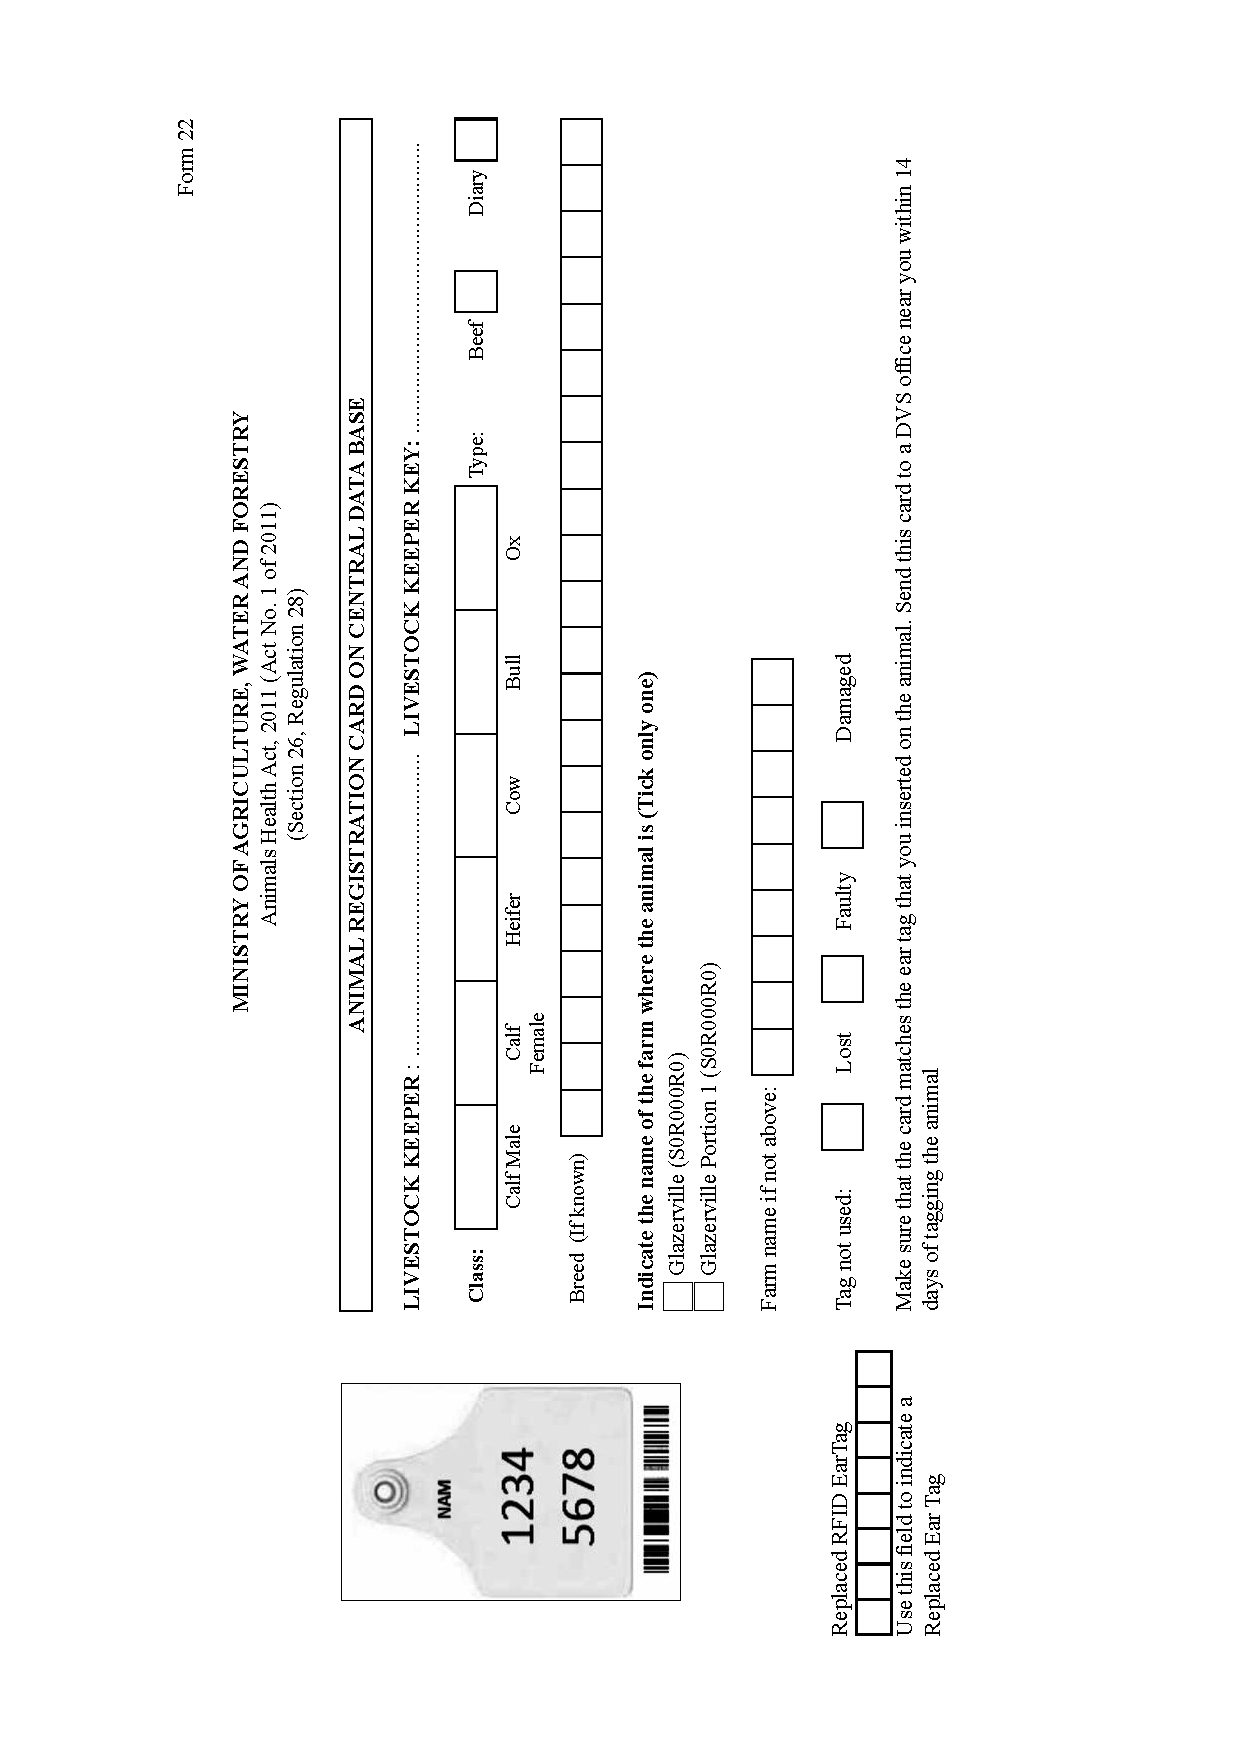 Form 22
MINISTRY OF AGRICULTURE, WATER AND FORESTRY
Animals Health Act, 2011 (Act No. 1 of 2011)
(Section 26, Regulation 28)
ANIMAL REGISTRATION CARD ON CENTRAL DATA BASE
LIVESTOCK KEEPER : ...................................................... LIVESTOCK KEEPER KEY: ....................................................
Class: Type: Beef Diary
Calf Male Calf Female Heifer Cow Bull Ox
Breed (If known)
Indicate the name of the farm where the animal is (Tick only one)
Glazerville (S0R000R0)
Glazerville Portion 1 (S0R000R0)
Farm name if not above:
Tag not used: Lost Faulty Damaged
Make sure that the card matches the ear tag that you inserted on the animal. Send this card to a DVS office near you within 14
days of tagging the animal
NAM
1234
5678
Replaced RFID EarTag
Use this field to indicate a
Replaced Ear Tag